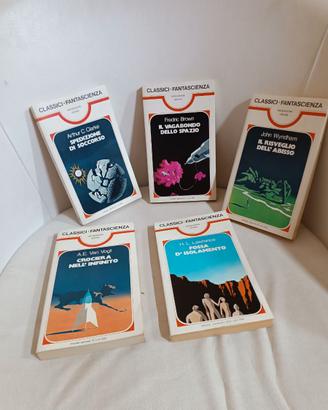 CLASSICI • FANTASCIENZA
Arthur C. Clarke
SPEDIZIONE
DI SOCCORSO
CLASSICI • FANTASCIENZA
Fredric Brown
IL VAGABONDO
DELLO SPAZIO
CLASSICI • FANTASCIENZA
John Wyndham
IL RISVEGLIO
DELL'ABISSO
CLASSICI • FANTASCIENZA
A.E. Van Vogt
CROCIERA
NELL'INFINITO
CLASSICI • FANTASCIENZA
H. L. Lawrence
FOSSA
D'ISOLAMENTO